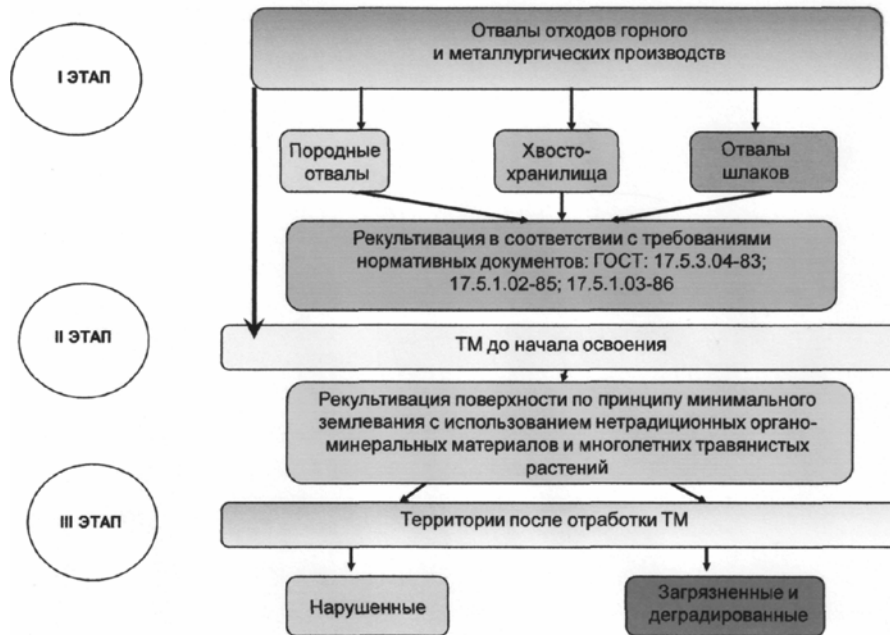 I ЭТАП
Отвалы отходов горного
и металлургических производств
Породные
отвалы
Хвосто-
хранилища
Отвалы
шлаков
Рекультивация в соответствии с требованиями
нормативных документов: ГОСТ: 17.5.3.04-83;
17.5.1.02-85; 17.5.1.03-86
II ЭТАП
ТМ до начала освоения
Рекультивация поверхности по принципу минимального
землевания с использованием нетрадиционных органо-
минеральных материалов и многолетних травянистых
растений
III ЭТАП
Территории после отработки ТМ
Нарушенные
Загрязненные и
деградированные